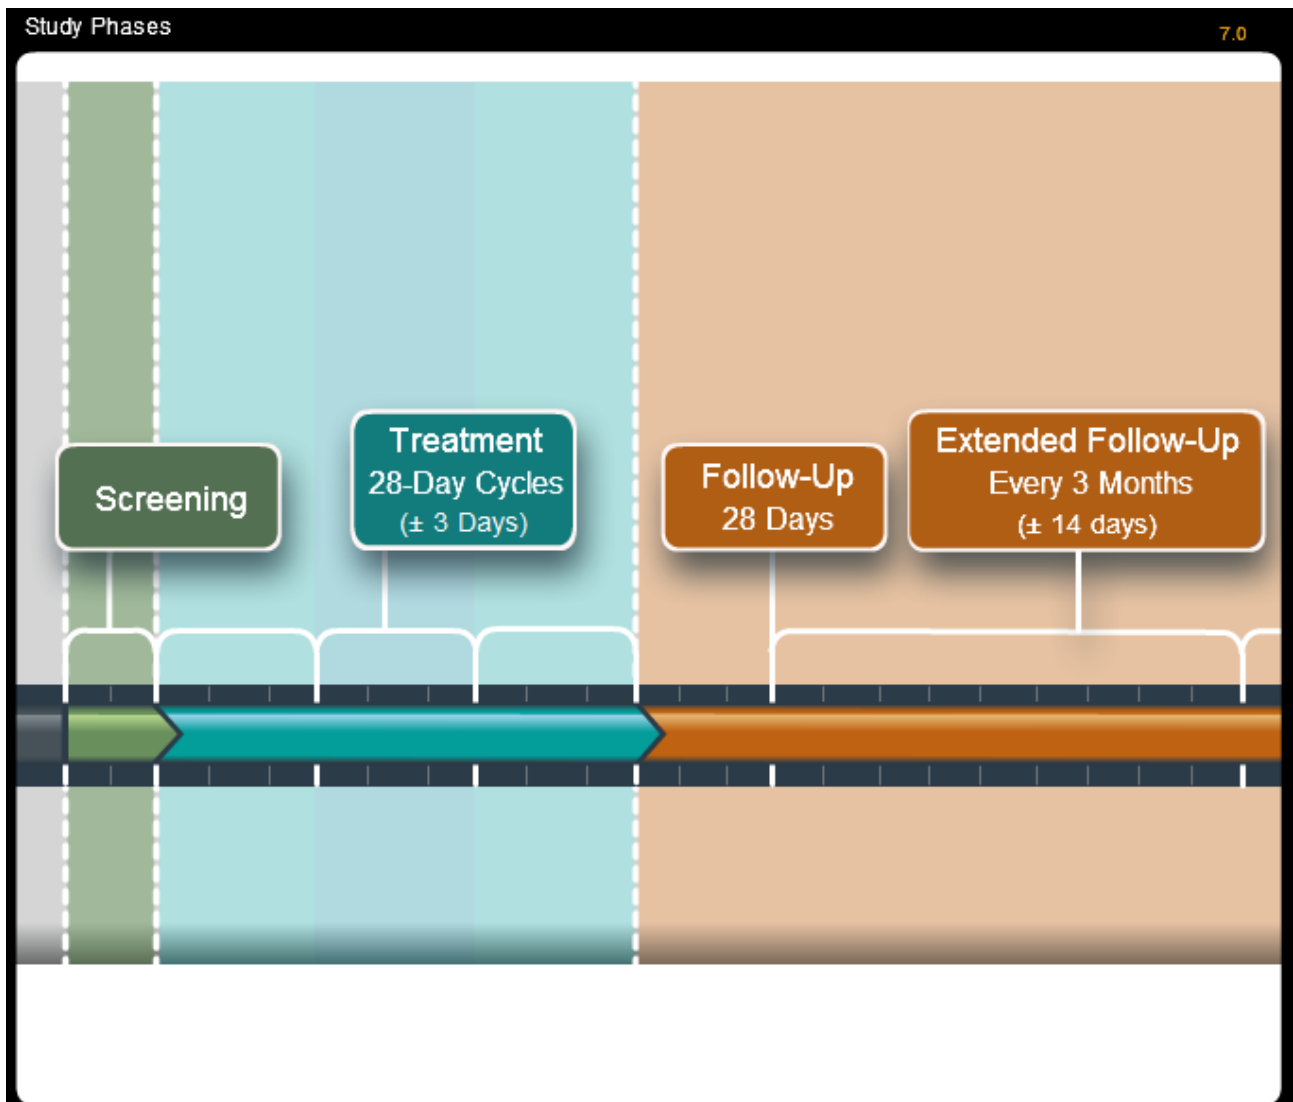 Study Phases
7.0
Screening
Treatment
28-Day Cycles
(± 3 Days)
Follow-Up
28 Days
Extended Follow-Up
Every 3 Months
(± 14 days)